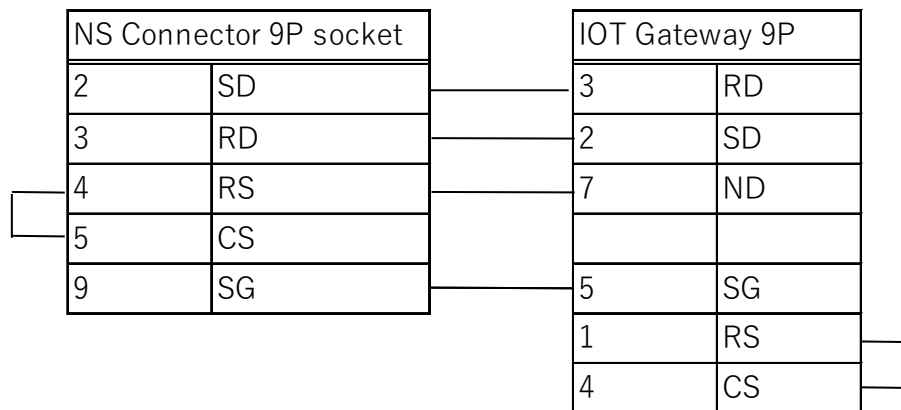 NS Connector 9P socket IOT Gateway 9P
2 SD 3 RD
3 RD 2 SD
4 RS 7 ND
5 CS
9 SG 5 SG
1 RS
4 CS